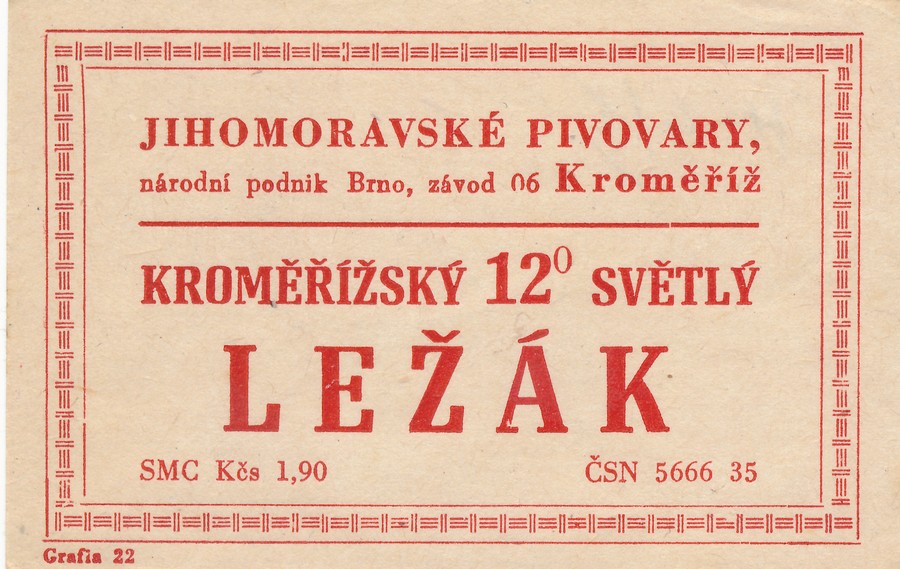 JIHOMORAVSKÉ PIVOVARY,
národní podnik Brno, závod 06 Kroměříž
KROMĚŘÍŽSKÝ 12⁰ SVĚTLÝ
LEŽÁK
SMC Kčs 1,90 ČSN 5666 35
Grafia 22